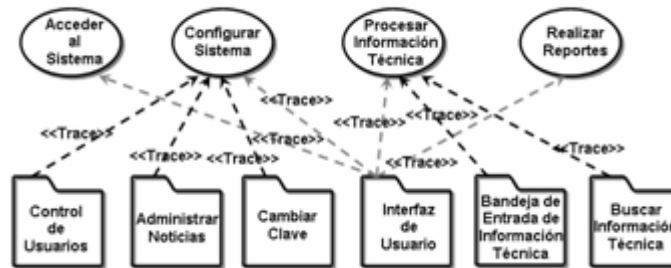 Acceder
al
Sistema
Configurar
Sistema
Procesar
Información
Técnica
Realizar
Reportes
<<Trace>>
<<Trace>>
<<Trace>>
<<Trace>>
<<Trace>>
<<Trace>>
<<Trace>>
<<Trace>>
<<Trace>>
Control
de
Usuarios
Administrar
Noticias
Cambiar
Clave
Interfaz
de
Usuario
Bandeja de
Entrada de
Información
Técnica
Buscar
Información
Técnica